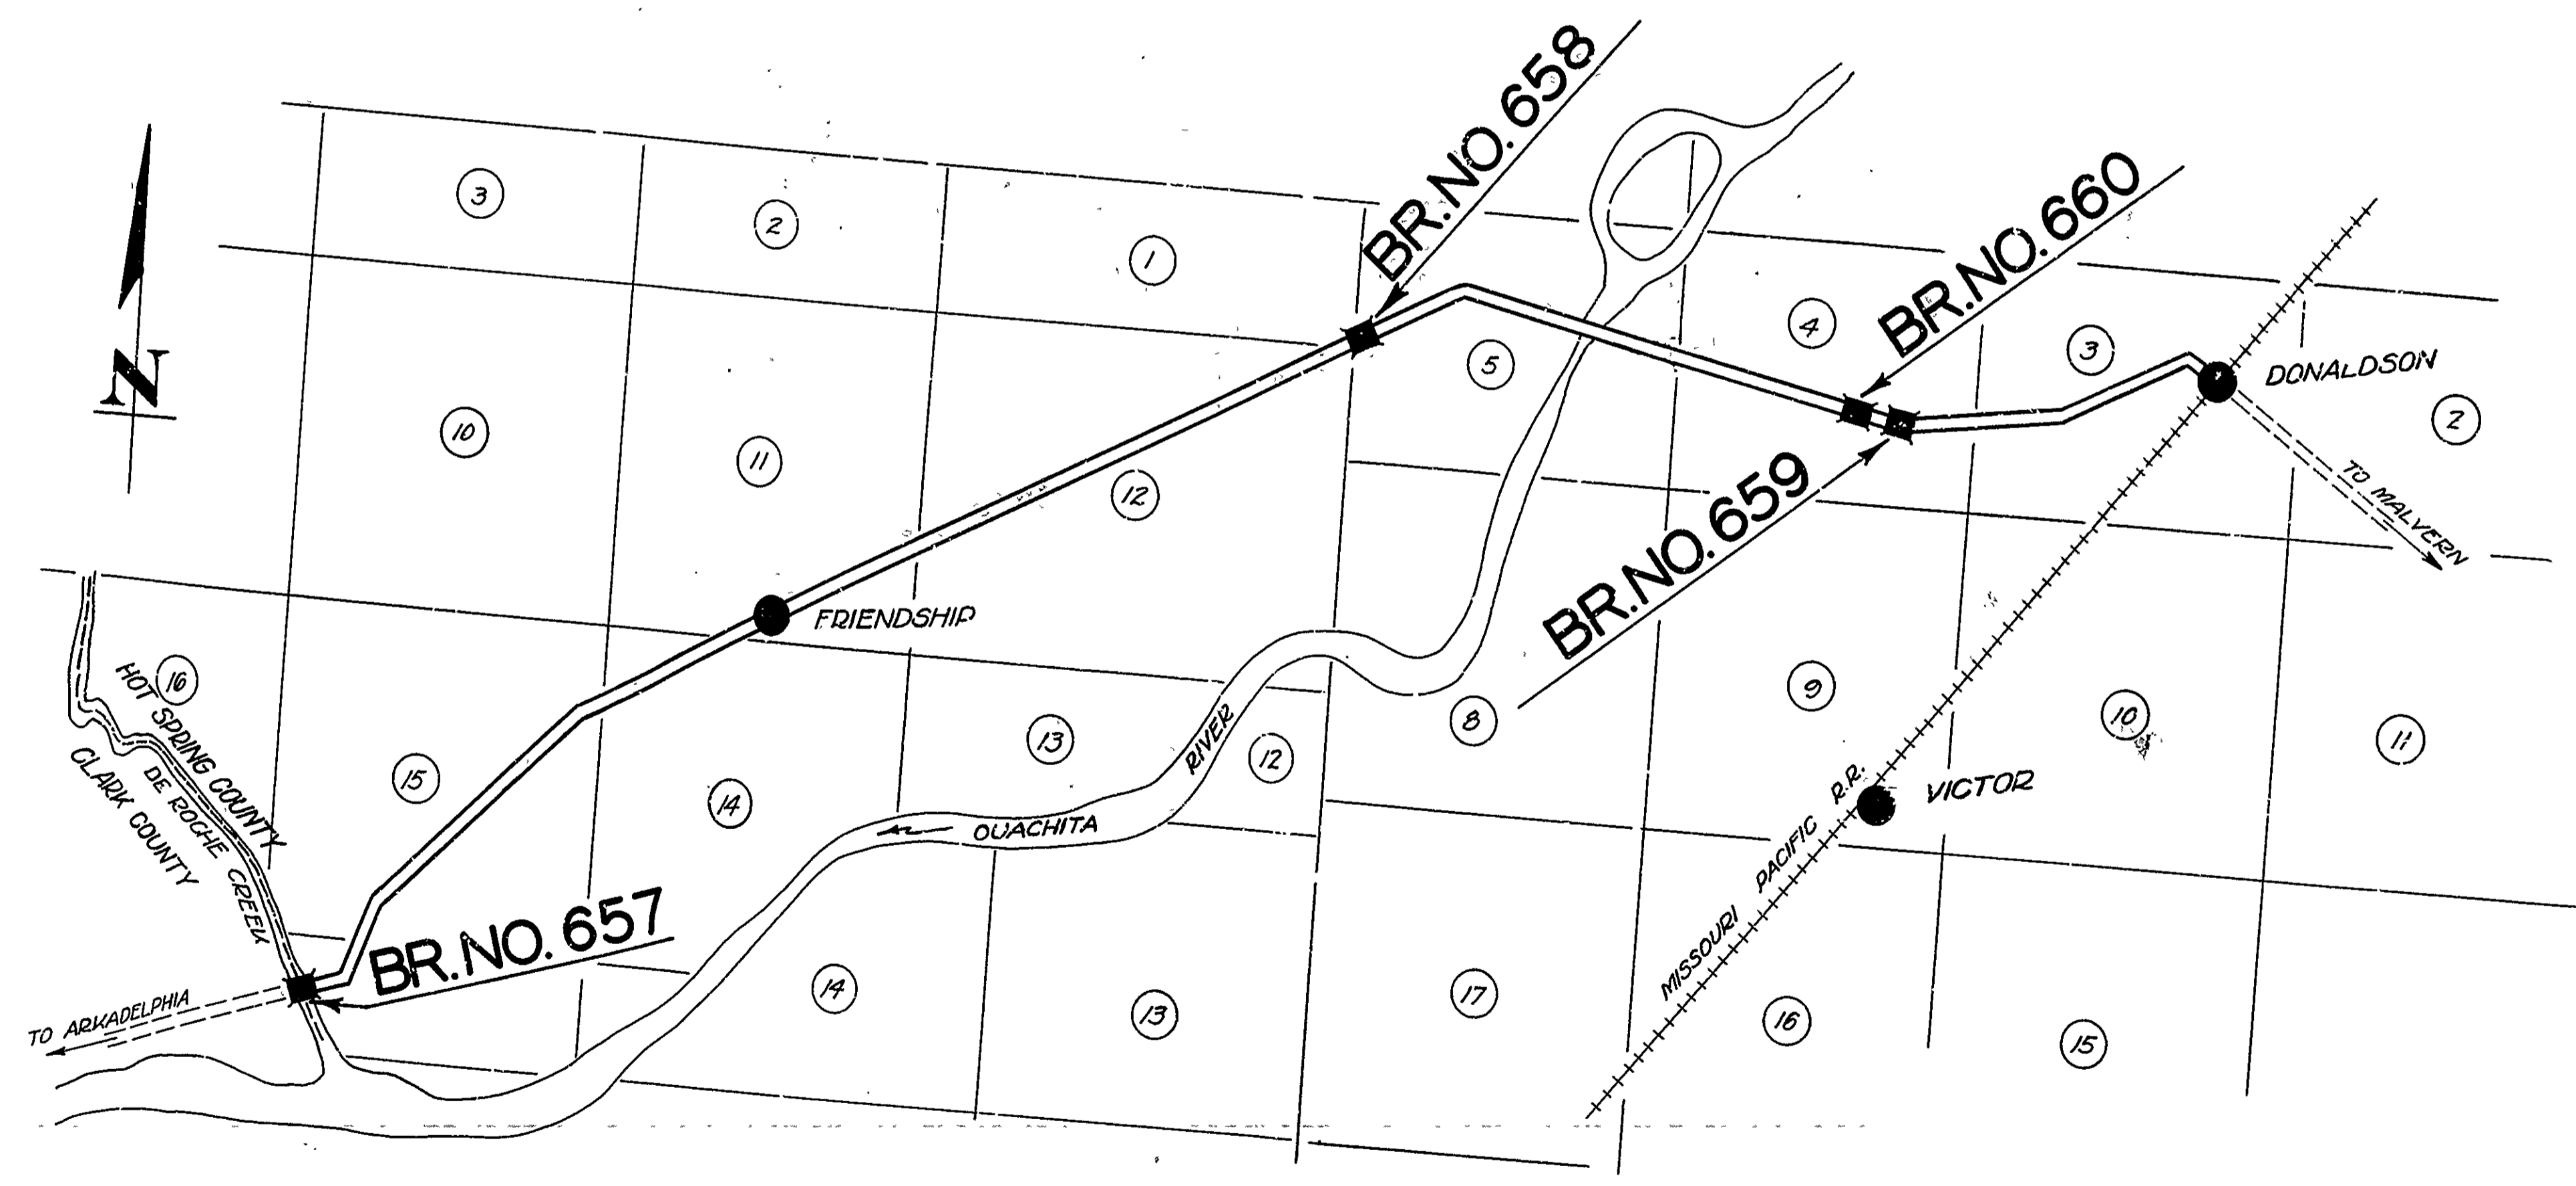 BR.NO. 658
BR.NO. 660
3
2
1
N
4
5
3
DONALDSON
2
10
11
12
TO MALVERN
BR.NO. 659
FRIENDSHIP
16
HOT SPRING COUNTY
DE ROCHE CREEK
CLARK COUNTY
15
14
13
RIVER
12
8
9
10
11
OUACHITA
VICTOR
MISSOURI PACIFIC R.R.
BR.NO. 657
TO ARKADELPHIA
14
13
17
16
15